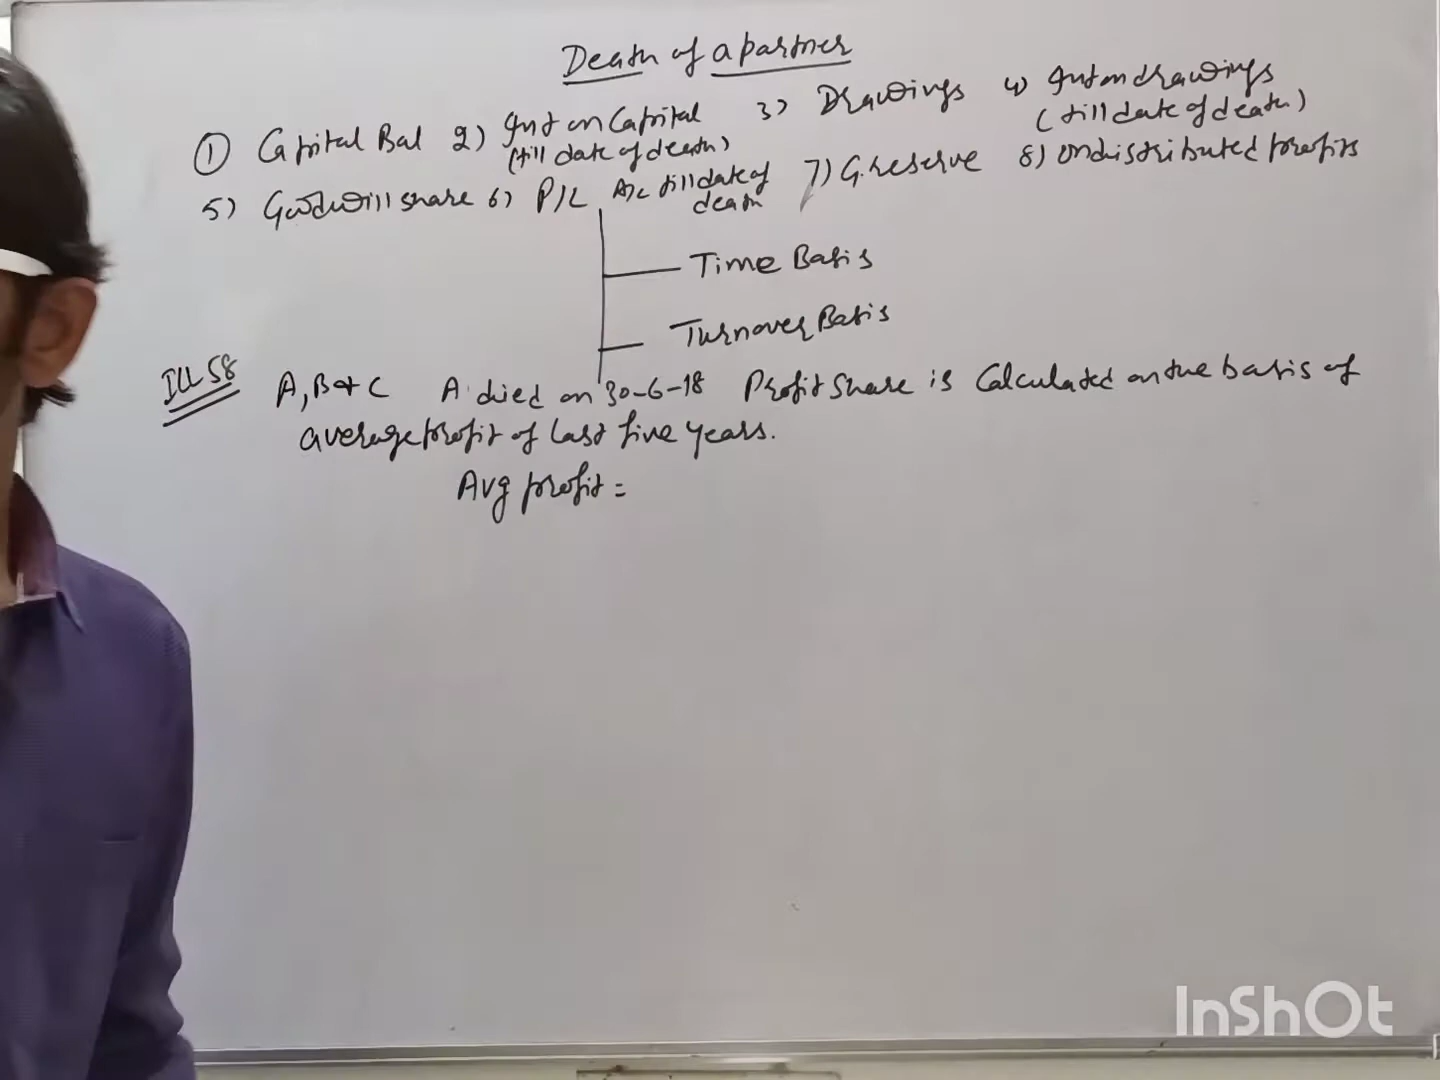 Death of a partner
① Capital Bal 2) Int on Capital (till date of death) 3) Drawings 4) Int on drawings (till date of death)
5) Goodwill share 6) P/L A/c till date of death 7) G.reserve 8) Undistributed profits
Time Basis
Turnover Basis
ILL 58
A, B & C A died on 30-6-18 Profit share is Calculated on the basis of
average profit of last five years.
Avg profit =
InShOt